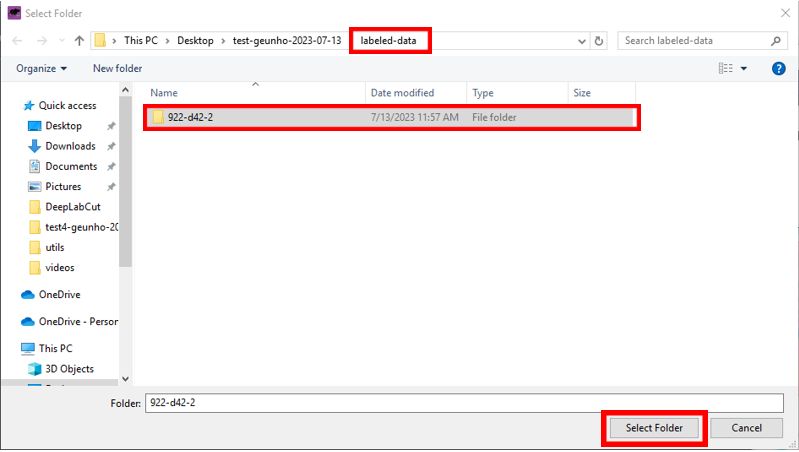 Select Folder
This PC > Desktop > test-geunho-2023-07-13 > labeled-data
Search labeled-data
Organize New folder
Name Date modified Type Size
Quick access
922-d42-2 7/13/2023 11:57 AM File folder
Desktop
Downloads
Documents
Pictures
DeepLabCut
test4-geunho-20
utils
videos
OneDrive
OneDrive - Person
This PC
3D Objects
Folder: 922-d42-2
Select Folder Cancel